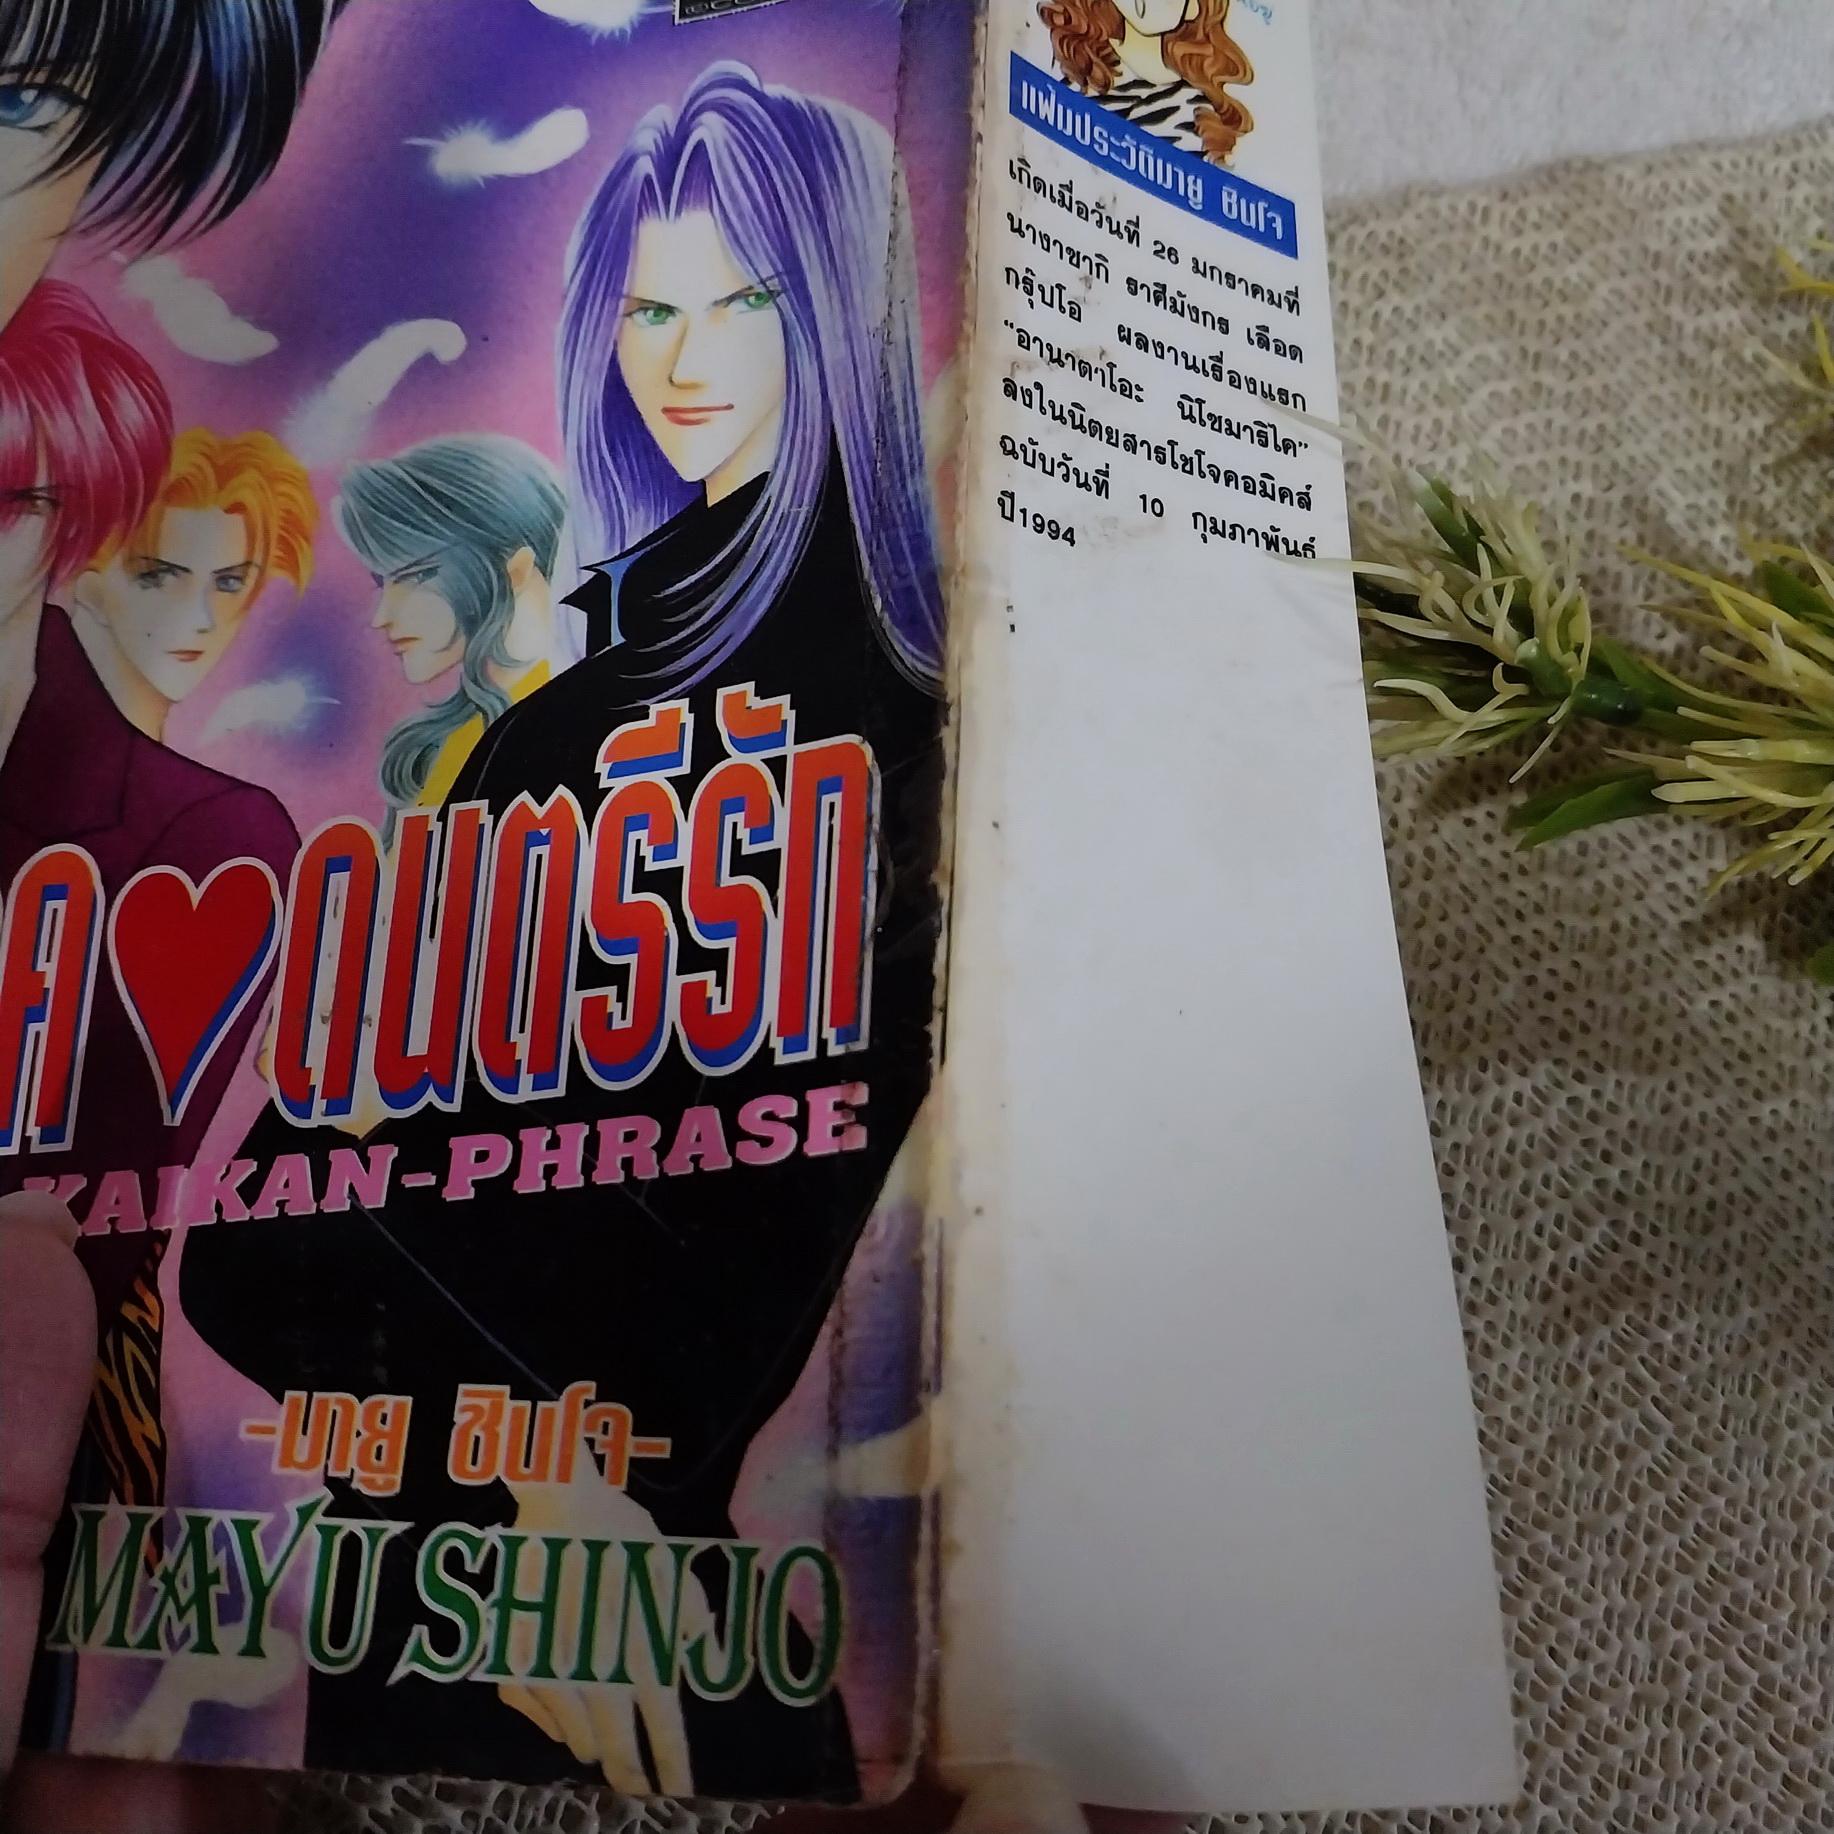 ค♥ดนตรีรัก
KAIKAN-PHRASE
-มายู ชินโจ-
MAYU SHINJO
แฟ้มประวัติมายู ชินโจ
เกิดเมื่อวันที่ 26 มกราคมที่
นางาซากิ ราศีมังกร เลือด
กรุ๊ปโอ ผลงานเรื่องแรก
“อานาตาโอะ นิโซมาริไค”
ลงในนิตยสารโชโจคอมิคส์
ฉบับวันที่ 10 กุมภาพันธ์
ปี1994